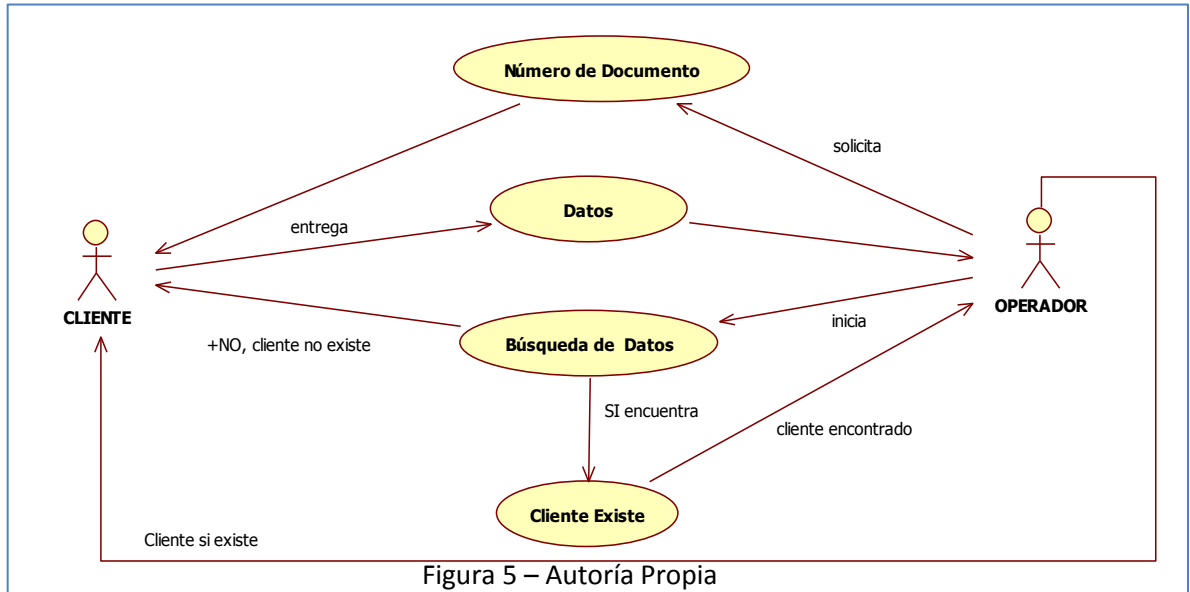 Número de Documento
solicita
Datos
entrega
CLIENTE
OPERADOR
inicia
Búsqueda de Datos
+NO, cliente no existe
SI encuentra
cliente encontrado
Cliente Existe
Cliente si existe
Figura 5 – Autoría Propia